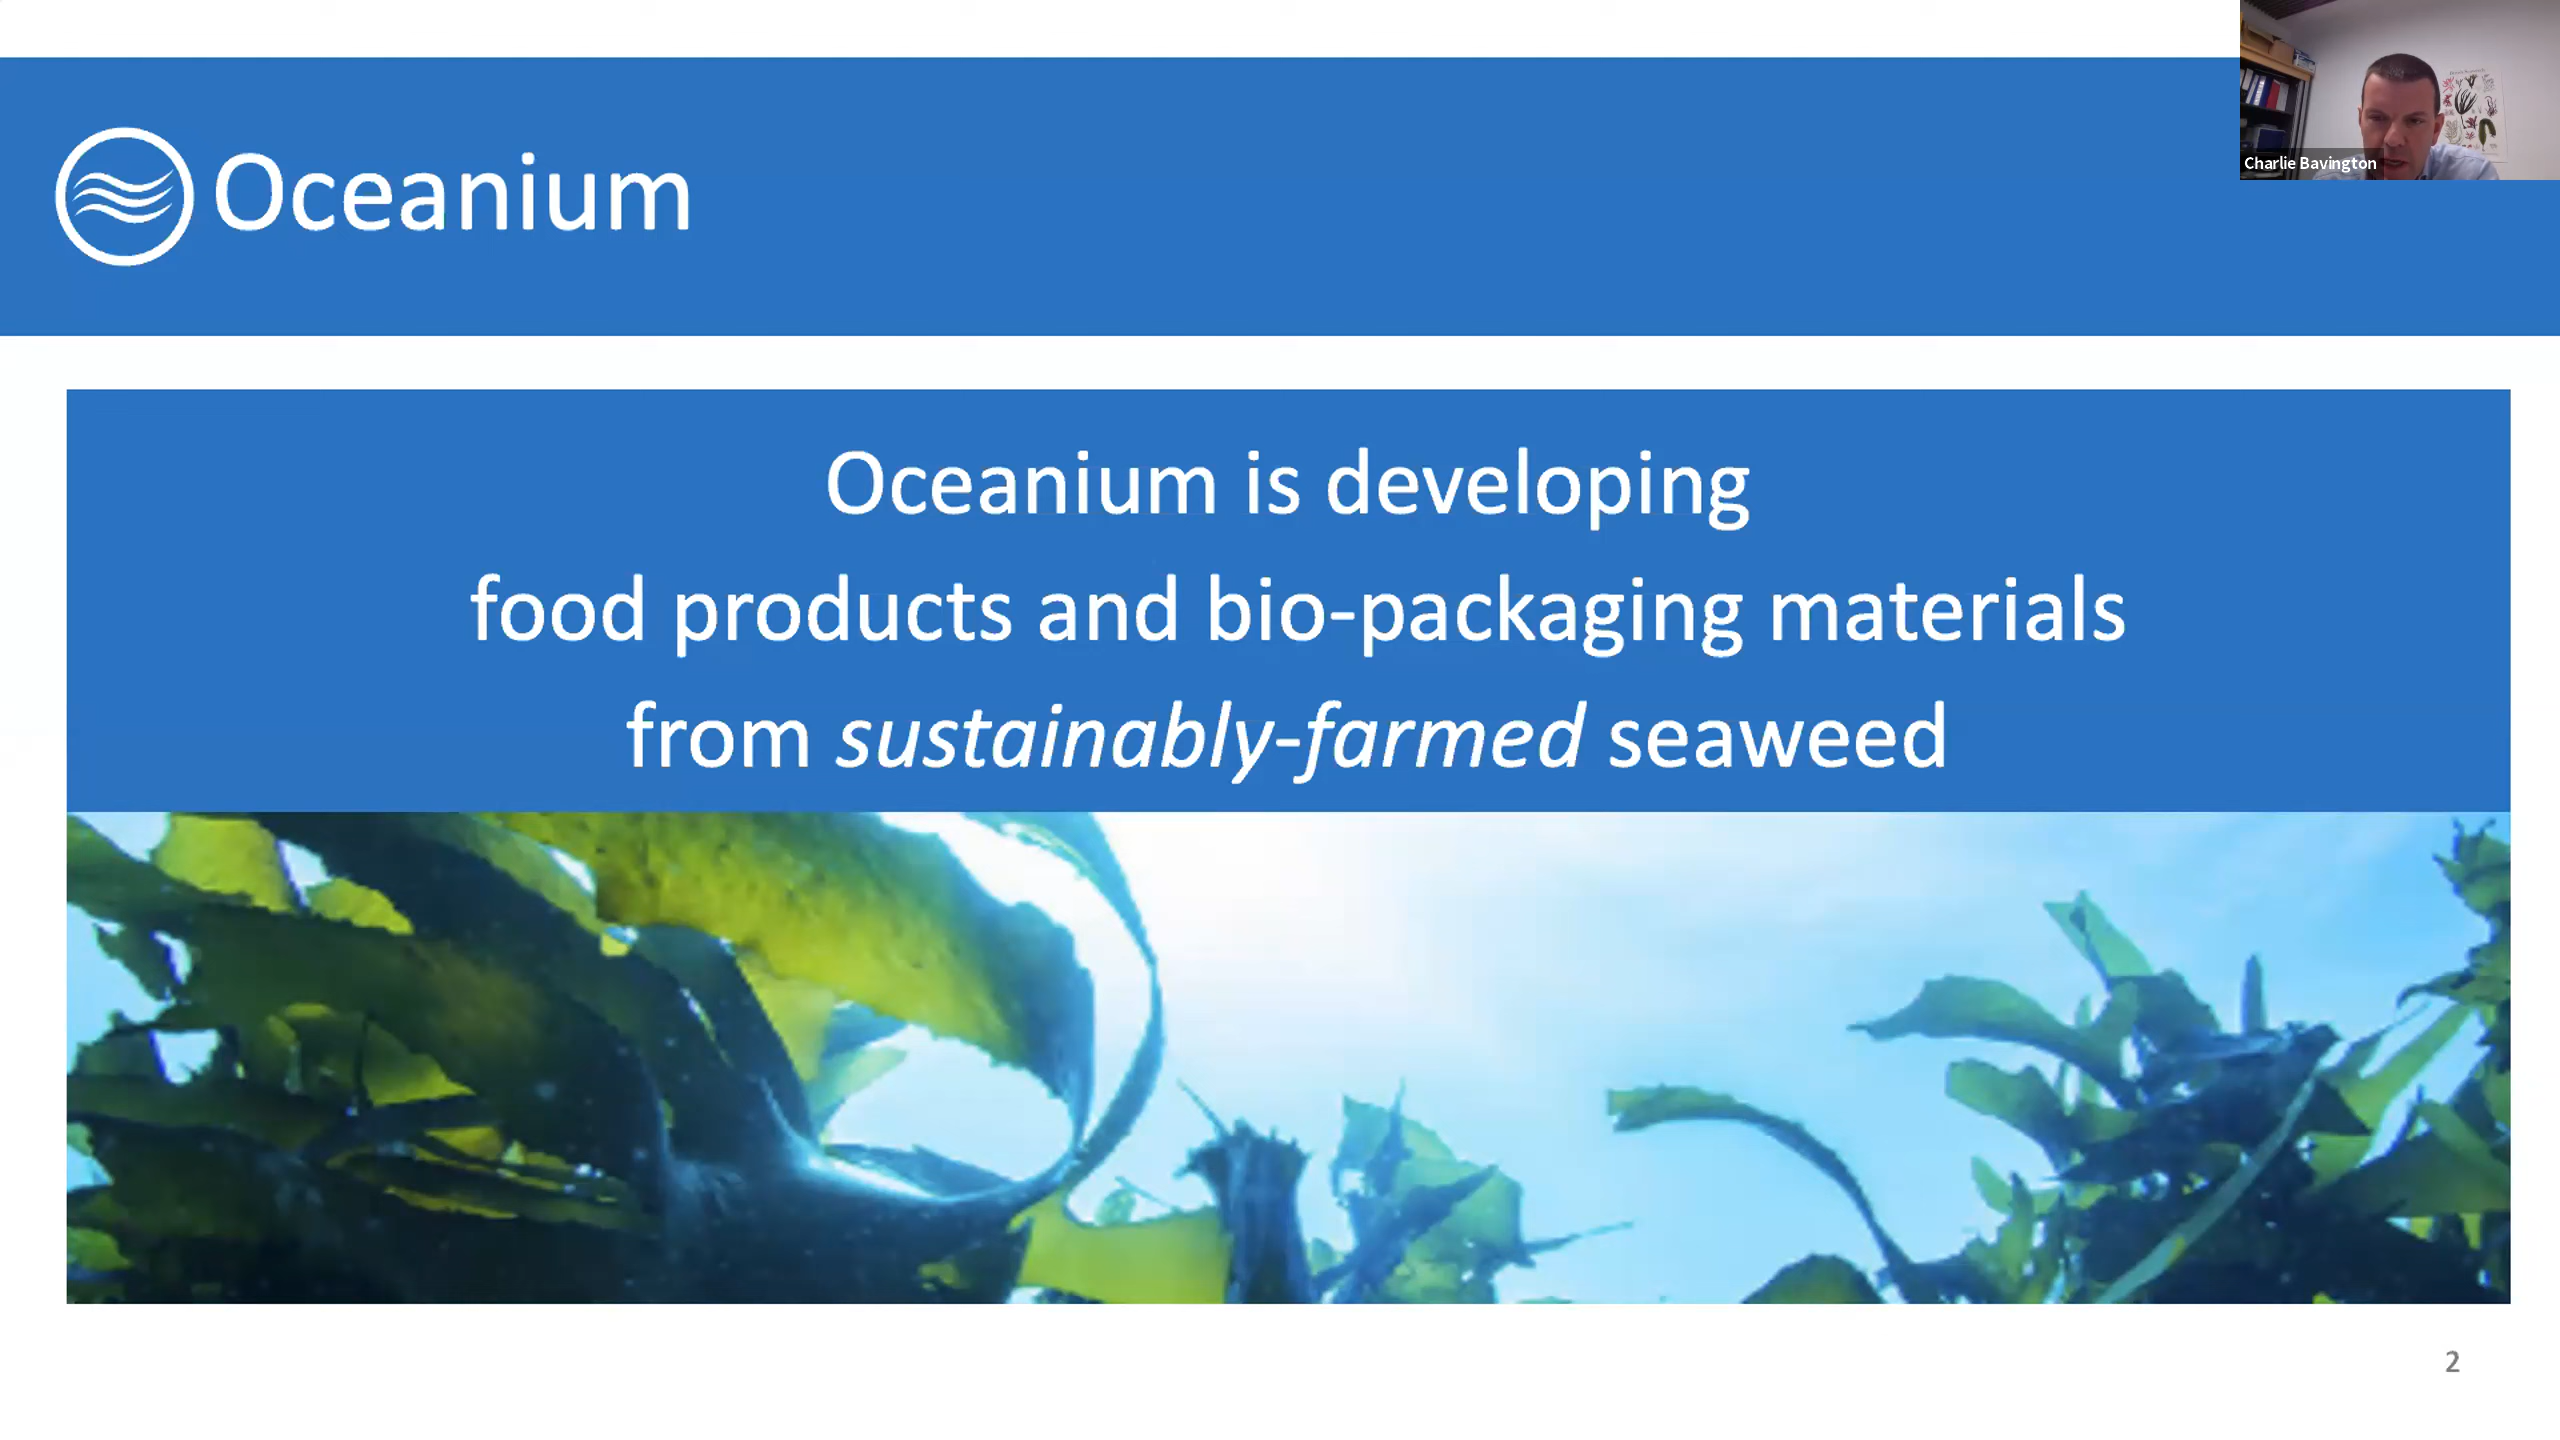 Oceanium
Charlie Bavington
Oceanium is developing
food products and bio-packaging materials
from sustainably-farmed seaweed
2